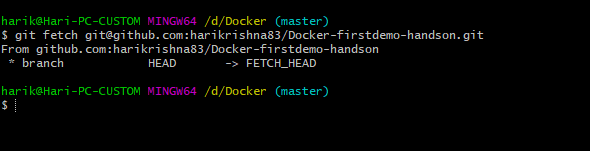 harik@Hari-PC-CUSTOM MINGW64 /d/Docker (master)
$ git fetch git@github.com:harikrishna83/Docker-firstdemo-handson.git
From github.com:harikrishna83/Docker-firstdemo-handson
 * branch            HEAD       -> FETCH_HEAD
harik@Hari-PC-CUSTOM MINGW64 /d/Docker (master)
$